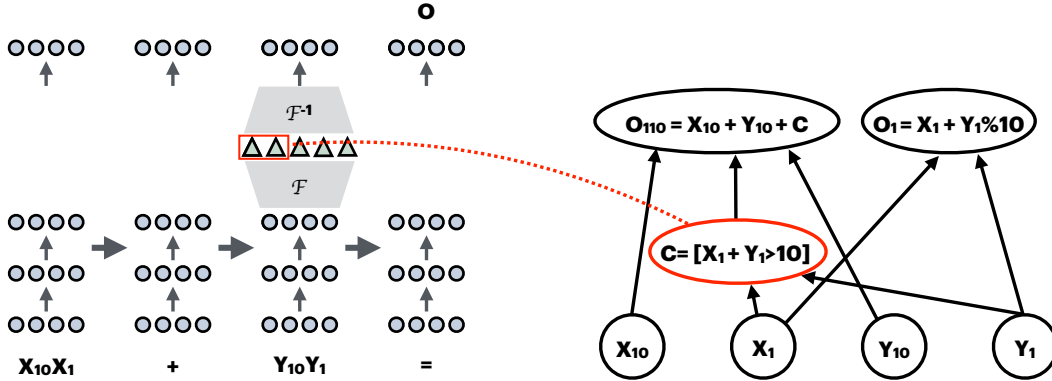 O
ℱ-1
ℱ
X10X1 + Y10Y1 =
O110 = X10 + Y10 + C
O1 = X1 + Y1%10
C= [X1 + Y1>10]
X10
X1
Y10
Y1